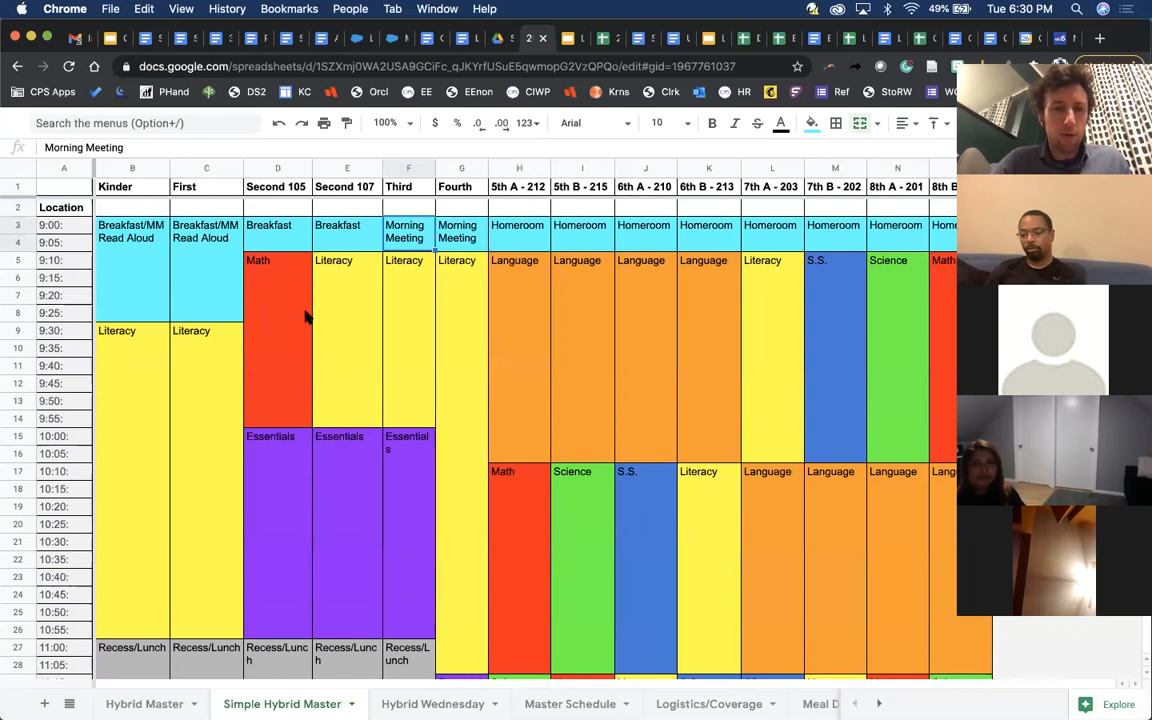 Chrome File Edit View History Bookmarks People Tab Window Help 49% Tue 6:30 PM
docs.google.com/spreadsheets/d/1SZXmj0WA2USA9GCiFc_qJKYrfUSuE5qwmopG2VzQPQo/edit#gid=1967761037
CPS Apps PHand DS2 KC Orcl EE EEnon CIWP Krns Clrk HR Ref StoRW
Search the menus (Option+/) 100% $ % .0 .00 123 Arial 10 B I S A
fx Morning Meeting
A B C D E F G H I J K L M N
1 Kinder First Second 105 Second 107 Third Fourth 5th A - 212 5th B - 215 6th A - 210 6th B - 213 7th A - 203 7th B - 202 8th A - 201 8th B
2 Location
3 9:00: Breakfast/MM Breakfast/MM Breakfast Breakfast Morning Morning Homeroom Homeroom Homeroom Homeroom Homeroom Homeroom Homeroom
4 9:05: Read Aloud Read Aloud Meeting Meeting
5 9:10: Math Literacy Literacy Literacy Language Language Language Language Literacy S.S. Science Math
6 9:15:
7 9:20:
8 9:25:
9 9:30: Literacy Literacy
10 9:35:
11 9:40:
12 9:45:
13 9:50:
14 9:55:
15 10:00: Essentials Essentials Essential
16 10:05: s
17 10:10: Math Science S.S. Literacy Language Language Language Lang
18 10:15:
19 10:20:
20 10:25:
21 10:30:
22 10:35:
23 10:40:
24 10:45:
25 10:50:
26 10:55:
27 11:00: Recess/Lunch Recess/Lunch Recess/Lunc Recess/Lunc Recess/L
28 11:05: h h unch
Hybrid Master Simple Hybrid Master Hybrid Wednesday Master Schedule Logistics/Coverage Meal D Explore